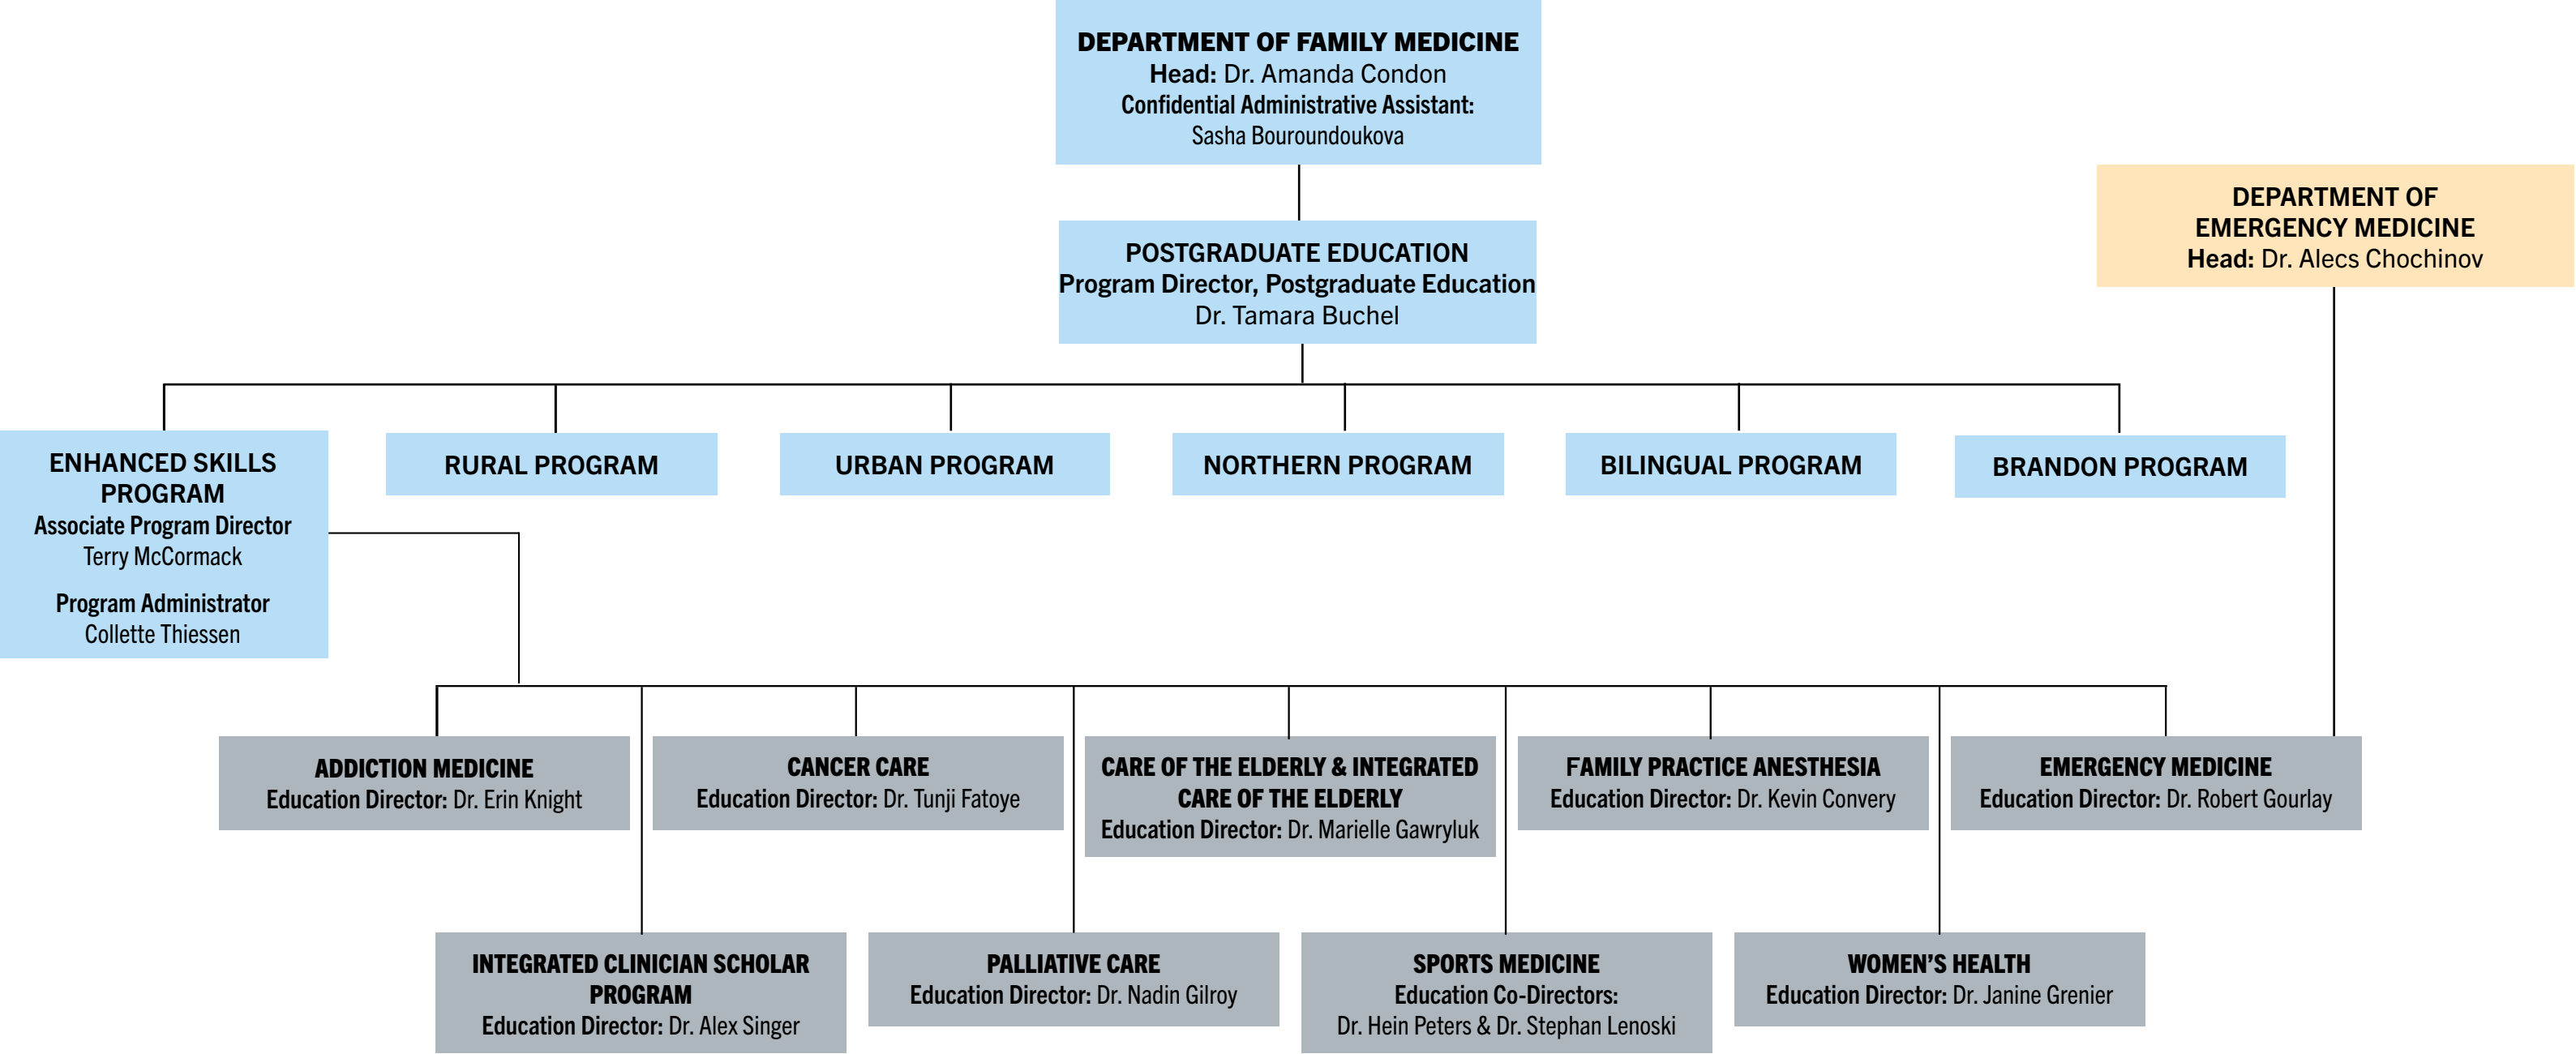 DEPARTMENT OF FAMILY MEDICINE
Head: Dr. Amanda Condon
Confidential Administrative Assistant:
Sasha Bouroundoukova
DEPARTMENT OF
EMERGENCY MEDICINE
Head: Dr. Alecs Chochinov
POSTGRADUATE EDUCATION
Program Director, Postgraduate Education
Dr. Tamara Buchel
ENHANCED SKILLS
PROGRAM
Associate Program Director
Terry McCormack
Program Administrator
Collette Thiessen
RURAL PROGRAM
URBAN PROGRAM
NORTHERN PROGRAM
BILINGUAL PROGRAM
BRANDON PROGRAM
ADDICTION MEDICINE
Education Director: Dr. Erin Knight
CANCER CARE
Education Director: Dr. Tunji Fatoye
CARE OF THE ELDERLY & INTEGRATED
CARE OF THE ELDERLY
Education Director: Dr. Marielle Gawryluk
FAMILY PRACTICE ANESTHESIA
Education Director: Dr. Kevin Convery
EMERGENCY MEDICINE
Education Director: Dr. Robert Gourlay
INTEGRATED CLINICIAN SCHOLAR
PROGRAM
Education Director: Dr. Alex Singer
PALLIATIVE CARE
Education Director: Dr. Nadin Gilroy
SPORTS MEDICINE
Education Co-Directors:
Dr. Hein Peters & Dr. Stephan Lenoski
WOMEN'S HEALTH
Education Director: Dr. Janine Grenier